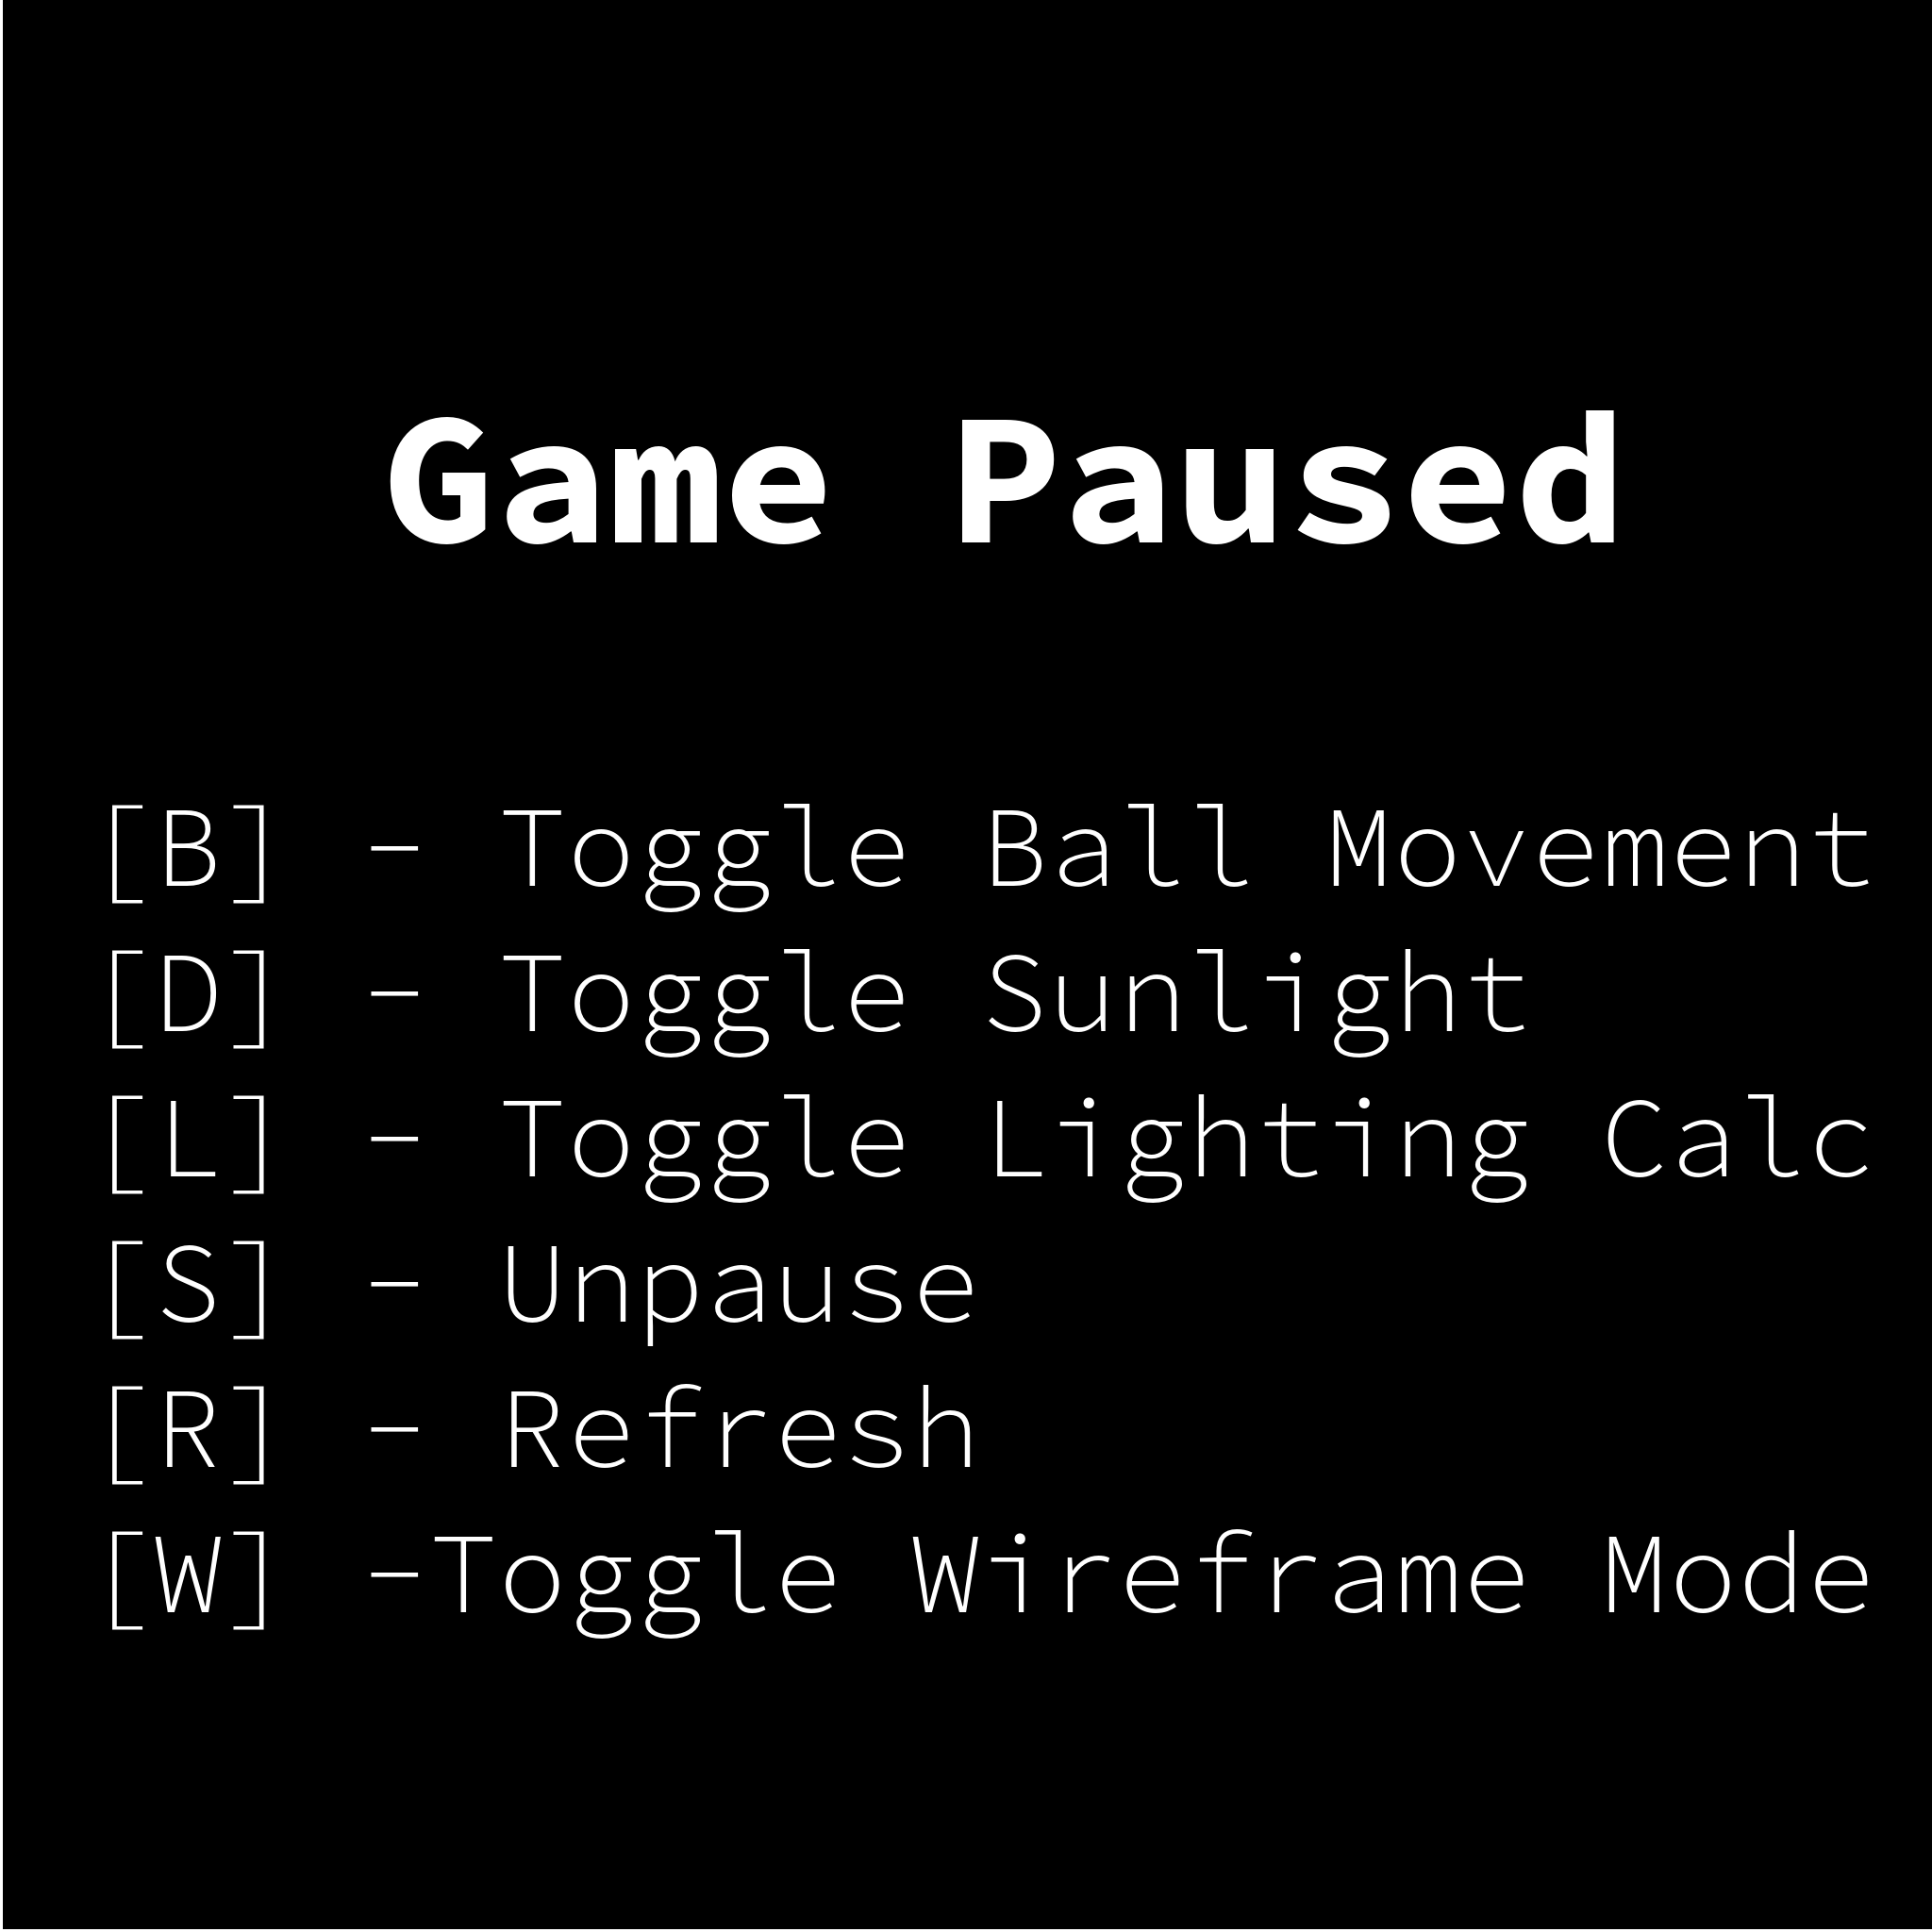 Game Paused
[B] - Toggle Ball Movement
[D] - Toggle Sunlight
[L] - Toggle Lighting Calc
[S] - Unpause
[R] - Refresh
[W] -Toggle Wireframe Mode